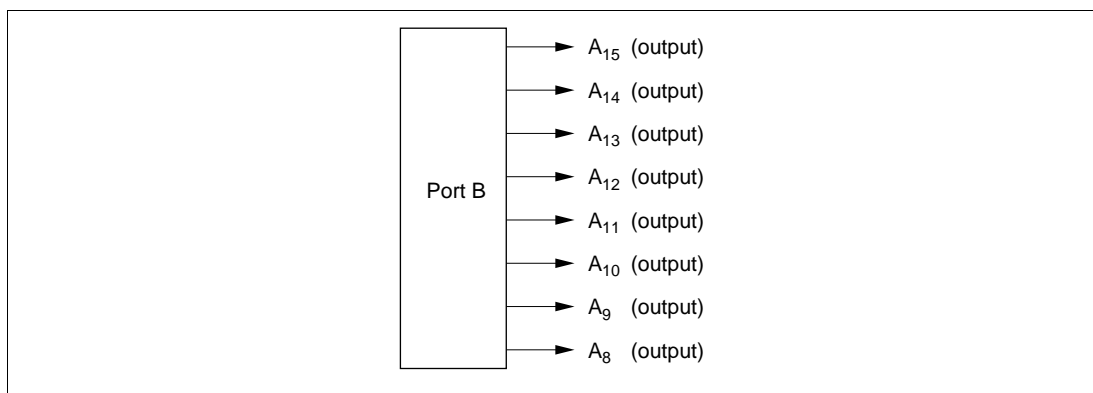 A15 (output)
A14 (output)
A13 (output)
A12 (output)
Port B
A11 (output)
A10 (output)
A9 (output)
A8 (output)